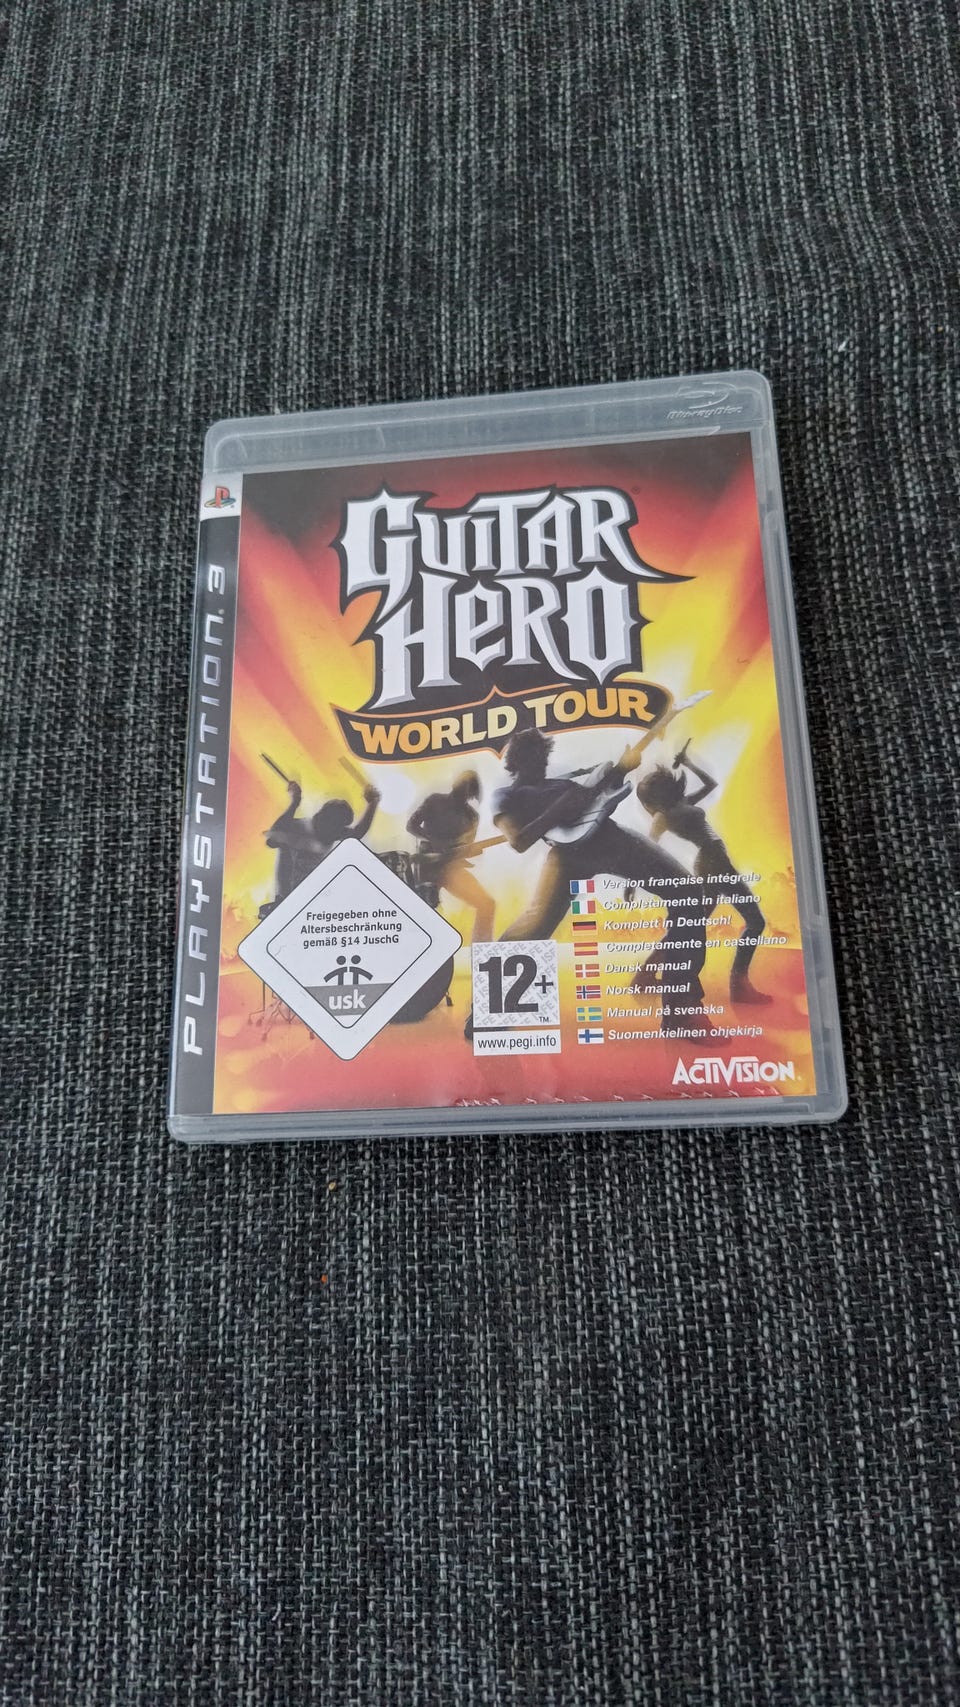 Blu-ray Disc
PLAYSTATION 3
GUITAR
HERO
WORLD TOUR
Freigegeben ohne
Altersbeschränkung
gemäß §14 JuschG
usk
12+
TM
www.pegi.info
Version française intégrale
Completamente in italiano
Komplett in Deutsch!
Completamente en castellano
Dansk manual
Norsk manual
Manual på svenska
Suomenkielinen ohjekirja
ACTIVISION